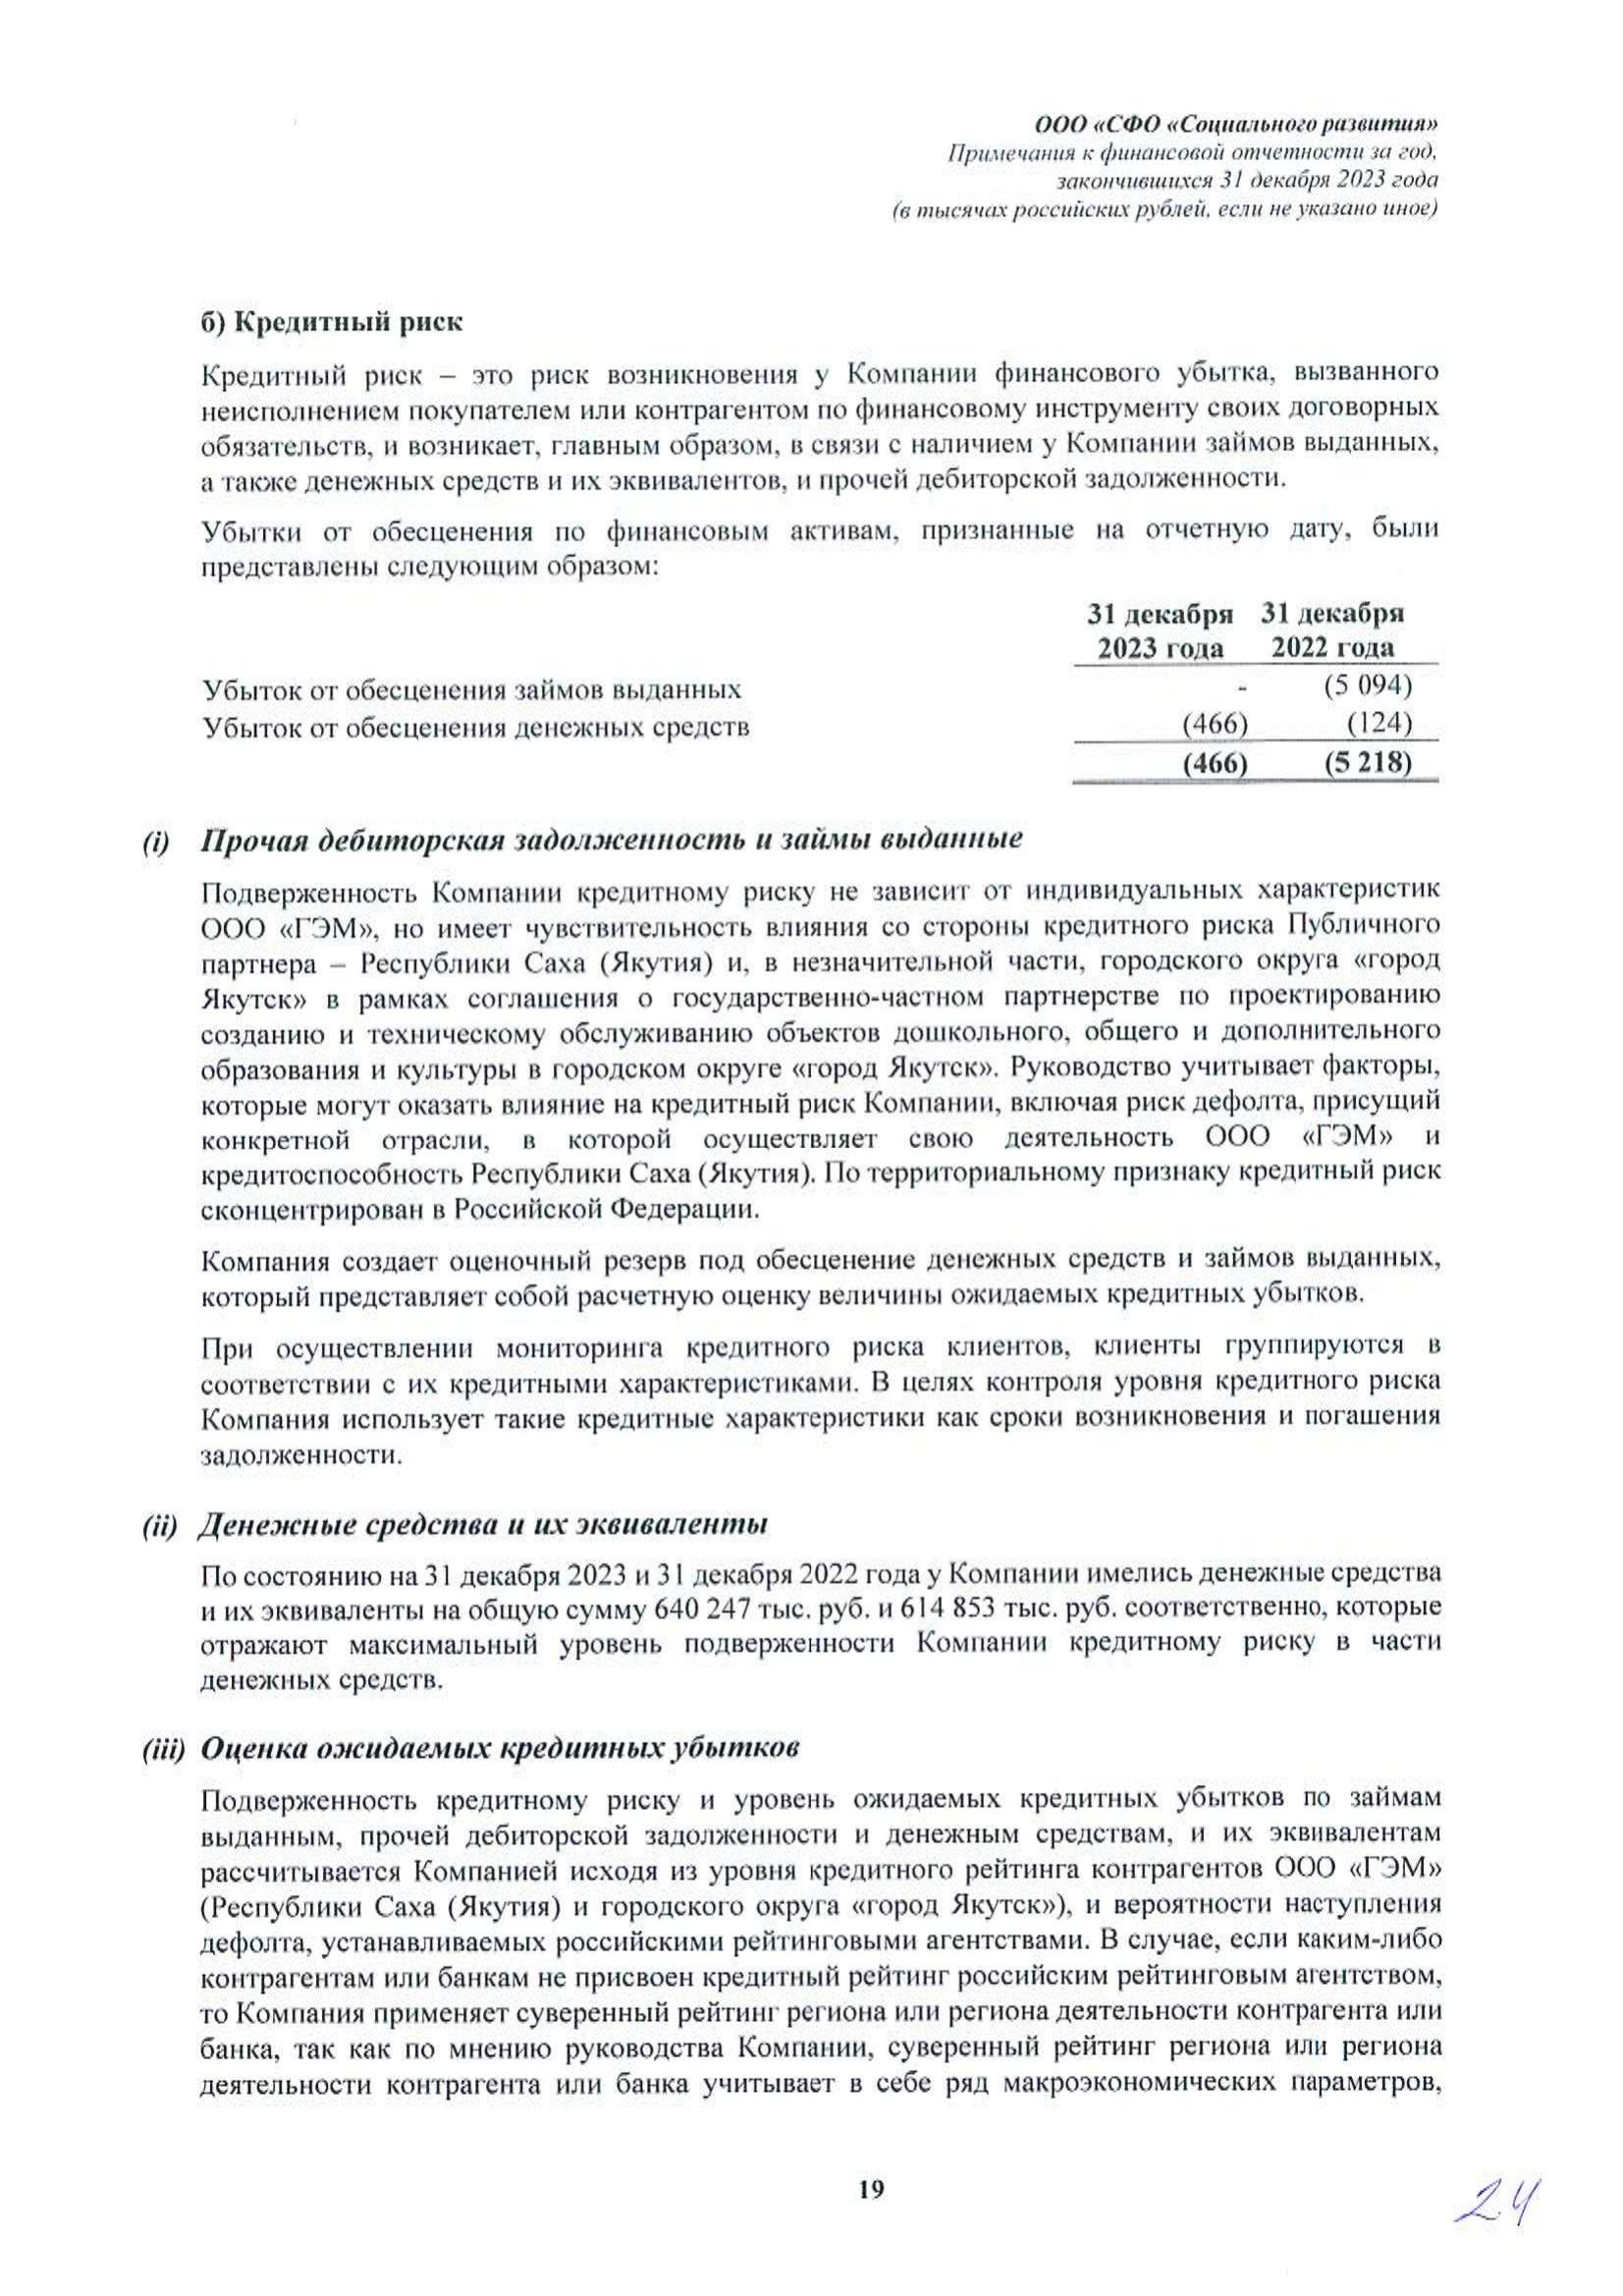 ООО «СФО «Социального развития»
Примечания к финансовой отчетности за год,
закончившихся 31 декабря 2023 года
(в тысячах российских рублей, если не указано иное)
б) Кредитный риск
Кредитный риск – это риск возникновения у Компании финансового убытка, вызванного
неисполнением покупателем или контрагентом по финансовому инструменту своих договорных
обязательств, и возникает, главным образом, в связи с наличием у Компании займов выданных,
а также денежных средств и их эквивалентов, и прочей дебиторской задолженности.
Убытки от обесценения по финансовым активам, признанные на отчетную дату, были
представлены следующим образом:
31 декабря 31 декабря
2023 года 2022 года
Убыток от обесценения займов выданных - (5 094)
Убыток от обесценения денежных средств (466) (124)
(466) (5 218)
(i) Прочая дебиторская задолженность и займы выданные
Подверженность Компании кредитному риску не зависит от индивидуальных характеристик
ООО «ГЭМ», но имеет чувствительность влияния со стороны кредитного риска Публичного
партнера – Республики Саха (Якутия) и, в незначительной части, городского округа «город
Якутск» в рамках соглашения о государственно-частном партнерстве по проектированию
созданию и техническому обслуживанию объектов дошкольного, общего и дополнительного
образования и культуры в городском округе «город Якутск». Руководство учитывает факторы,
которые могут оказать влияние на кредитный риск Компании, включая риск дефолта, присущий
конкретной отрасли, в которой осуществляет свою деятельность ООО «ГЭМ» и
кредитоспособность Республики Саха (Якутия). По территориальному признаку кредитный риск
сконцентрирован в Российской Федерации.
Компания создает оценочный резерв под обесценение денежных средств и займов выданных,
который представляет собой расчетную оценку величины ожидаемых кредитных убытков.
При осуществлении мониторинга кредитного риска клиентов, клиенты группируются в
соответствии с их кредитными характеристиками. В целях контроля уровня кредитного риска
Компания использует такие кредитные характеристики как сроки возникновения и погашения
задолженности.
(ii) Денежные средства и их эквиваленты
По состоянию на 31 декабря 2023 и 31 декабря 2022 года у Компании имелись денежные средства
и их эквиваленты на общую сумму 640 247 тыс. руб. и 614 853 тыс. руб. соответственно, которые
отражают максимальный уровень подверженности Компании кредитному риску в части
денежных средств.
(iii) Оценка ожидаемых кредитных убытков
Подверженность кредитному риску и уровень ожидаемых кредитных убытков по займам
выданным, прочей дебиторской задолженности и денежным средствам, и их эквивалентам
рассчитывается Компанией исходя из уровня кредитного рейтинга контрагентов ООО «ГЭМ»
(Республики Саха (Якутия) и городского округа «город Якутск»), и вероятности наступления
дефолта, устанавливаемых российскими рейтинговыми агентствами. В случае, если каким-либо
контрагентам или банкам не присвоен кредитный рейтинг российским рейтинговым агентством,
то Компания применяет суверенный рейтинг региона или региона деятельности контрагента или
банка, так как по мнению руководства Компании, суверенный рейтинг региона или региона
деятельности контрагента или банка учитывает в себе ряд макроэкономических параметров,
19
24